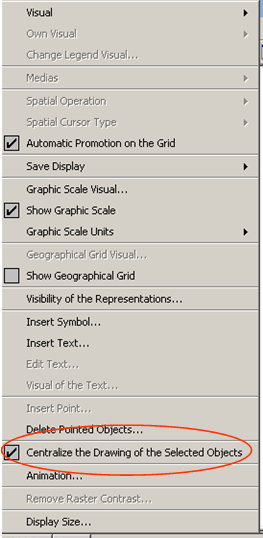 Visual
Own Visual
Change Legend Visual...
Medias
Spatial Operation
Spatial Cursor Type
Automatic Promotion on the Grid
Save Display
Graphic Scale Visual...
Show Graphic Scale
Graphic Scale Units
Geographical Grid Visual...
Show Geographical Grid
Visibility of the Representations...
Insert Symbol...
Insert Text...
Edit Text...
Visual of the Text...
Insert Point...
Delete Pointed Objects...
Centralize the Drawing of the Selected Objects
Animation...
Remove Raster Contrast...
Display Size...